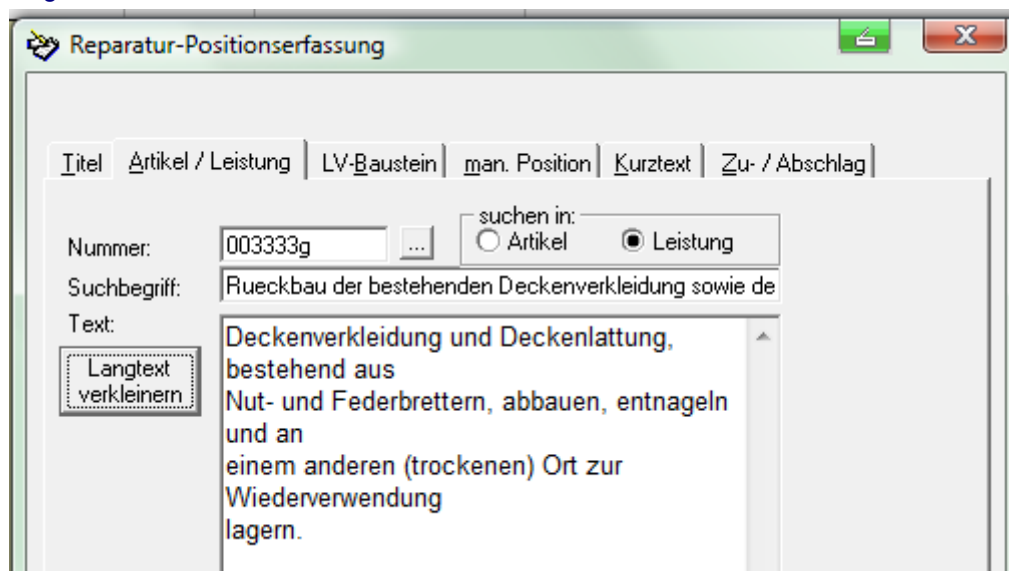 Reparatur-Positionserfassung
Titel Artikel / Leistung LV-Baustein man. Position Kurztext Zu- / Abschlag
suchen in:
Nummer: 003333g ... Artikel Leistung
Suchbegriff: Rueckbau der bestehenden Deckenverkleidung sowie de
Text:
Langtext
verkleinern
Deckenverkleidung und Deckenlattung,
bestehend aus
Nut- und Federbrettern, abbauen, entnageln
und an
einem anderen (trockenen) Ort zur
Wiederverwendung
lagern.